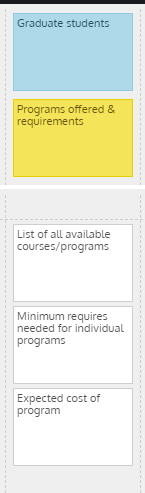 Graduate students
Programs offered &
requirements
List of all available
courses/programs
Minimum requires
needed for individual
programs
Expected cost of
program